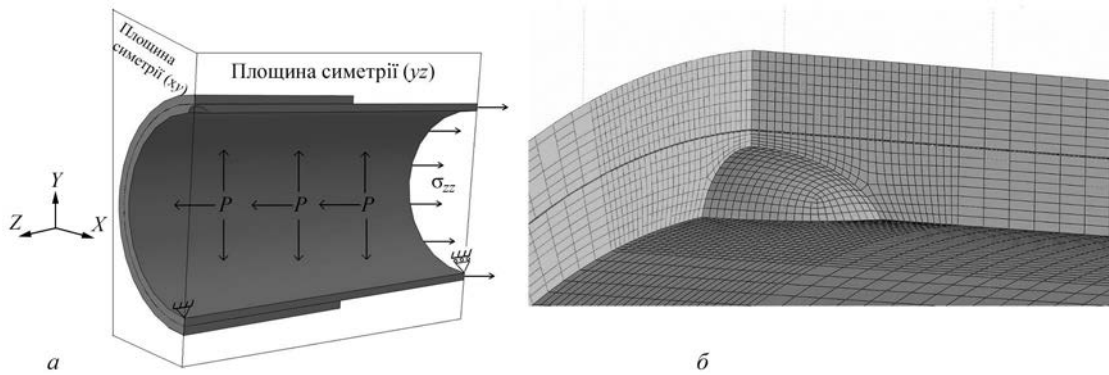 Площина
симетрії (xy)
Площина симетрії (yz)
P
P
P
σzz
Y
Z
X
а
б